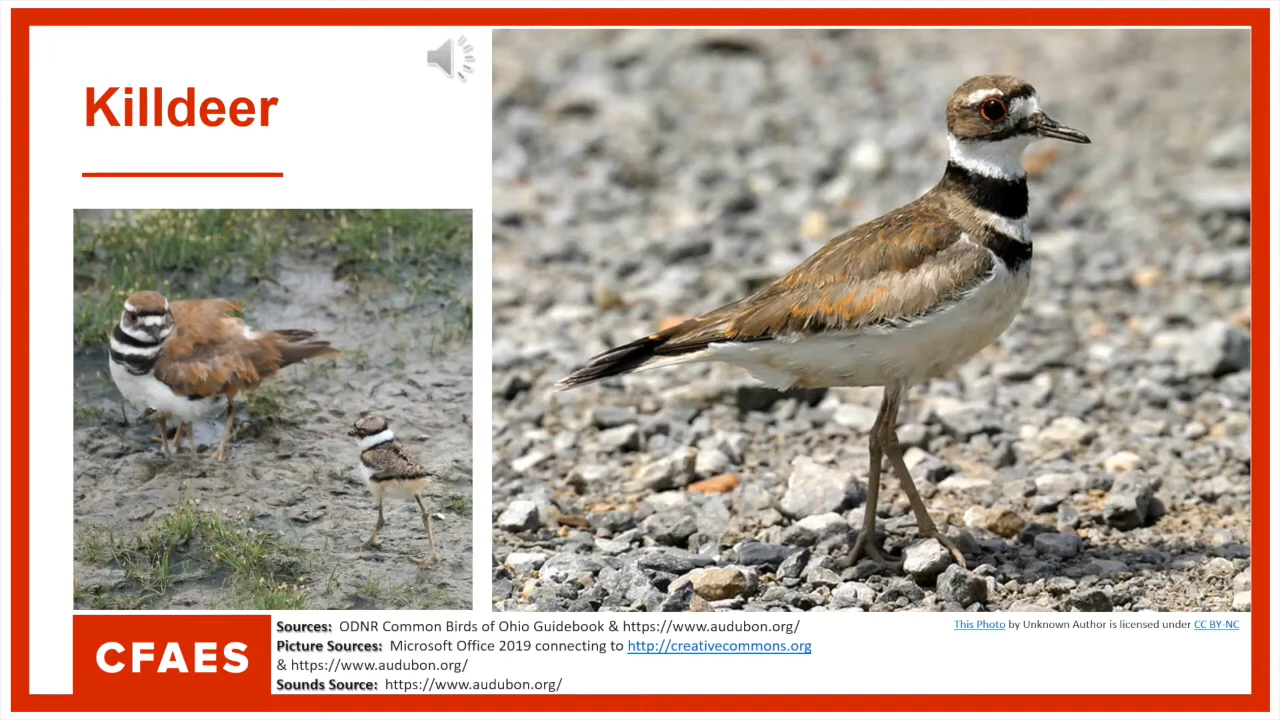 Killdeer
CFAES
Sources: ODNR Common Birds of Ohio Guidebook & https://www.audubon.org/
Picture Sources: Microsoft Office 2019 connecting to http://creativecommons.org
& https://www.audubon.org/
Sounds Source: https://www.audubon.org/
This Photo by Unknown Author is licensed under CC BY-NC